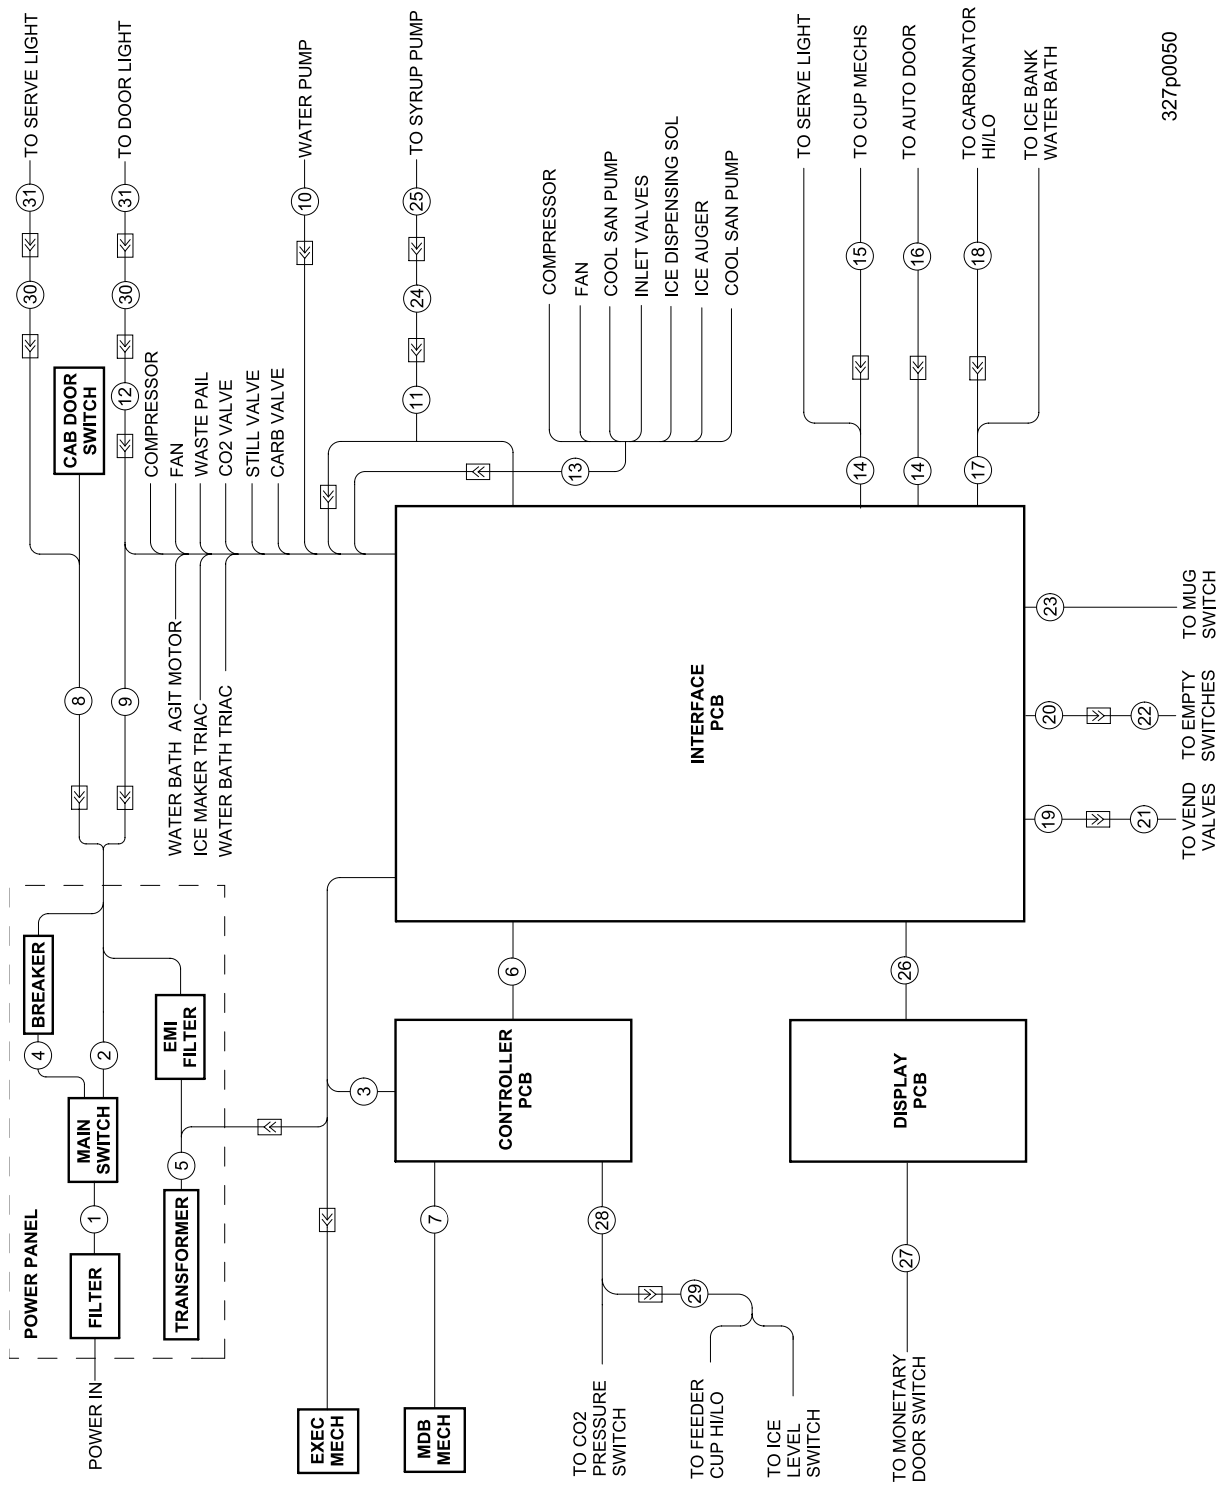 POWER IN
POWER PANEL
FILTER
1
MAIN
SWITCH
4
BREAKER
2
TRANSFORMER
5
EMI
FILTER
8
CAB DOOR
SWITCH
30
31
TO SERVE LIGHT
9
12
30
31
TO DOOR LIGHT
COMPRESSOR
FAN
WASTE PAIL
CO2 VALVE
STILL VALVE
CARB VALVE
WATER BATH AGIT MOTOR
ICE MAKER TRIAC
WATER BATH TRIAC
10
WATER PUMP
11
24
25
TO SYRUP PUMP
13
COMPRESSOR
FAN
COOL SAN PUMP
INLET VALVES
ICE DISPENSING SOL
ICE AUGER
COOL SAN PUMP
EXEC
MECH
MDB
MECH
3
7
CONTROLLER
PCB
6
INTERFACE
PCB
28
TO CO2
PRESSURE
SWITCH
29
TO FEEDER
CUP HI/LO
TO ICE
LEVEL
SWITCH
DISPLAY
PCB
26
27
TO MONETARY
DOOR SWITCH
14
15
TO SERVE LIGHT
TO CUP MECHS
14
16
TO AUTO DOOR
17
18
TO CARBONATOR
HI/LO
TO ICE BANK
WATER BATH
19
21
TO VEND
VALVES
20
22
TO EMPTY
SWITCHES
23
TO MUG
SWITCH
327p0050